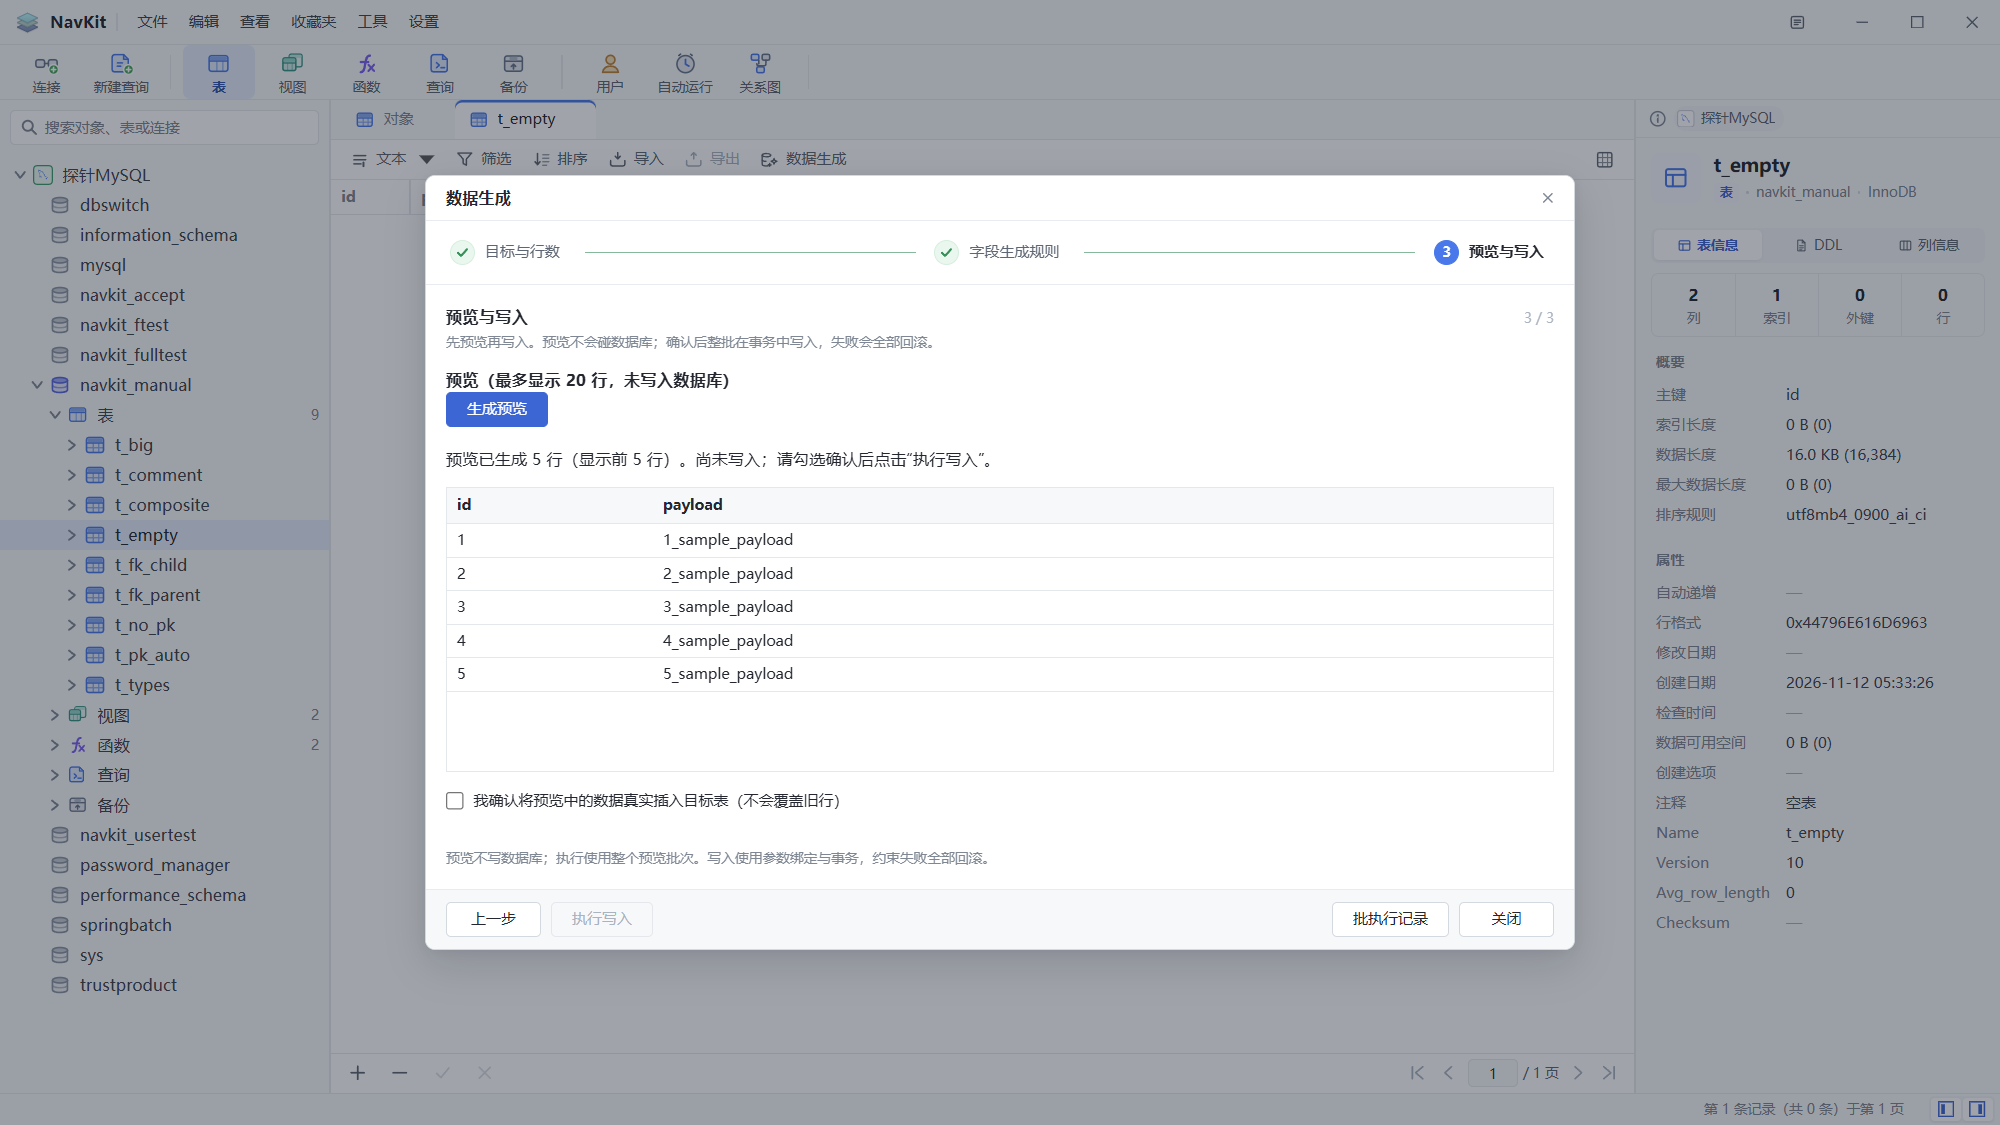 NavKit 文件 编辑 查看 收藏夹 工具 设置
连接 新建查询 表 视图 函数 查询 备份 用户 自动运行 关系图
搜索对象、表或连接
探针MySQL
dbswitch
information_schema
mysql
navkit_accept
navkit_ftest
navkit_fulltest
navkit_manual
表 9
t_big
t_comment
t_composite
t_empty
t_fk_child
t_fk_parent
t_no_pk
t_pk_auto
t_types
视图 2
函数 2
查询
备份
navkit_usertest
password_manager
performance_schema
springbatch
sys
trustproduct
对象 t_empty
文本 筛选 排序 导入 导出 数据生成
id
数据生成
目标与行数 字段生成规则 3 预览与写入
预览与写入 3 / 3
先预览再写入。预览不会碰数据库；确认后整批在事务中写入，失败会全部回滚。
预览（最多显示 20 行，未写入数据库）
生成预览
预览已生成 5 行（显示前 5 行）。尚未写入；请勾选确认后点击“执行写入”。
id payload
1 1_sample_payload
2 2_sample_payload
3 3_sample_payload
4 4_sample_payload
5 5_sample_payload
我确认将预览中的数据真实插入目标表（不会覆盖旧行）
预览不写数据库；执行使用整个预览批次。写入使用参数绑定与事务，约束失败全部回滚。
上一步 执行写入 批执行记录 关闭
1 / 1 页
第 1 条记录（共 0 条）于第 1 页
探针MySQL
t_empty
表 · navkit_manual · InnoDB
表信息 DDL 列信息
2 1 0 0
列 索引 外键 行
概要
主键 id
索引长度 0 B (0)
数据长度 16.0 KB (16,384)
最大数据长度 0 B (0)
排序规则 utf8mb4_0900_ai_ci
属性
自动递增 —
行格式 0x44796E616D6963
修改日期 —
创建日期 2026-11-12 05:33:26
检查时间 —
数据可用空间 0 B (0)
创建选项 —
注释 空表
Name t_empty
Version 10
Avg_row_length 0
Checksum —